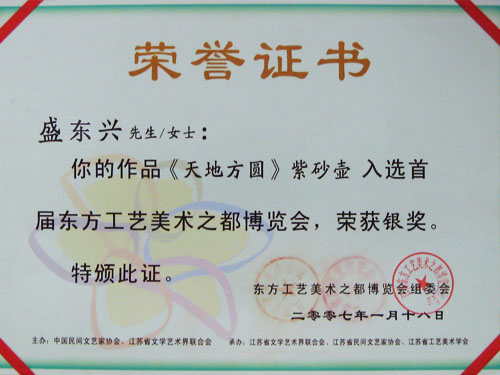 荣誉证书
盛东兴先生/女士：
你的作品《天地方圆》紫砂壶 入选首
届东方工艺美术之都博览会，荣获银奖。
特颁此证。
东方工艺美术之都博览会组委会
二〇〇七年一月十八日
主办：中国民间文艺家协会、江苏省文学艺术界联合会 承办：江苏省文学艺术界联合会、江苏省民间文艺家协会、江苏省工艺美术学会